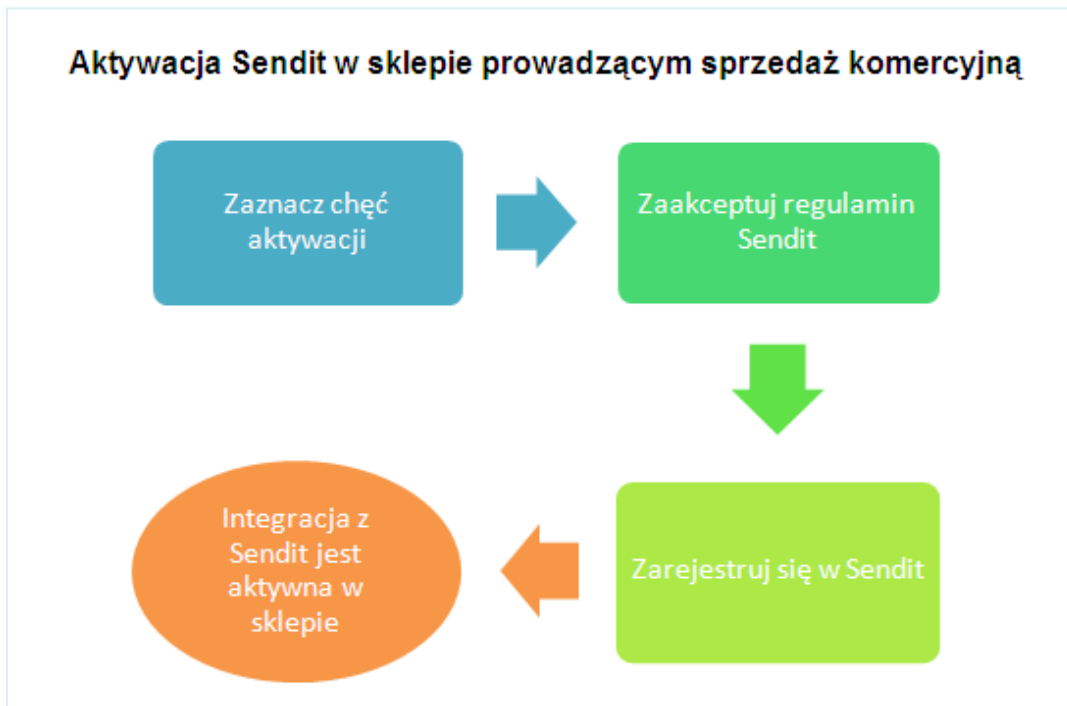 Aktywacja Sendit w sklepie prowadzącym sprzedaż komercyjną
Zaznacz chęć
aktywacji
Zaakceptuj regulamin
Sendit
Zarejestruj się w Sendit
Integracja z
Sendit jest
aktywna w
sklepie